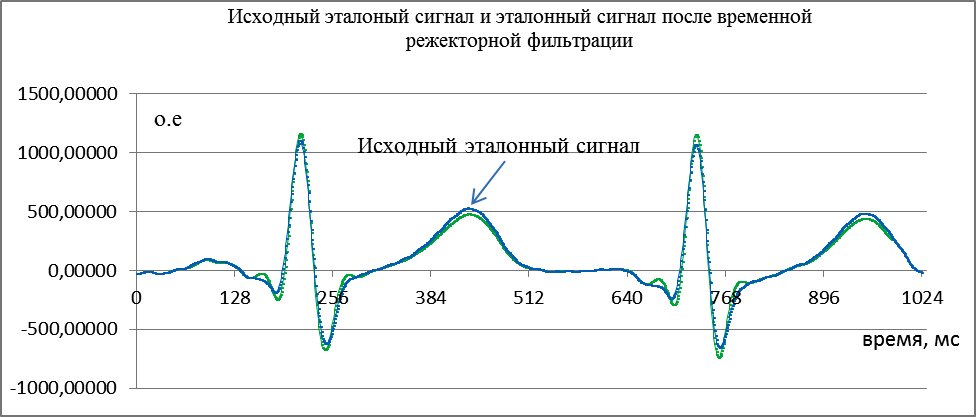 Исходный эталоный сигнал и эталонный сигнал после временной
режекторной фильтрации
1500,00000
о.е
1000,00000
Исходный эталонный сигнал
500,00000
0,00000
0 128 256 384 512 640 768 896 1024
-500,00000
время, мс
-1000,00000